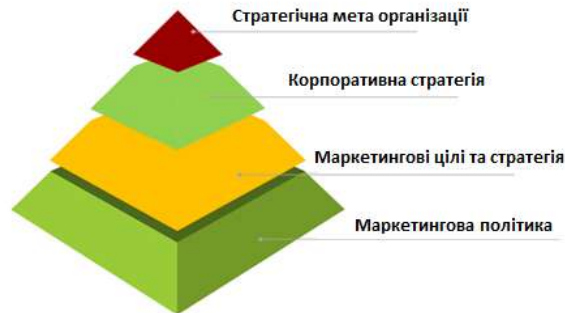 Стратегічна мета організації
Корпоративна стратегія
Маркетингові цілі та стратегія
Маркетингова політика